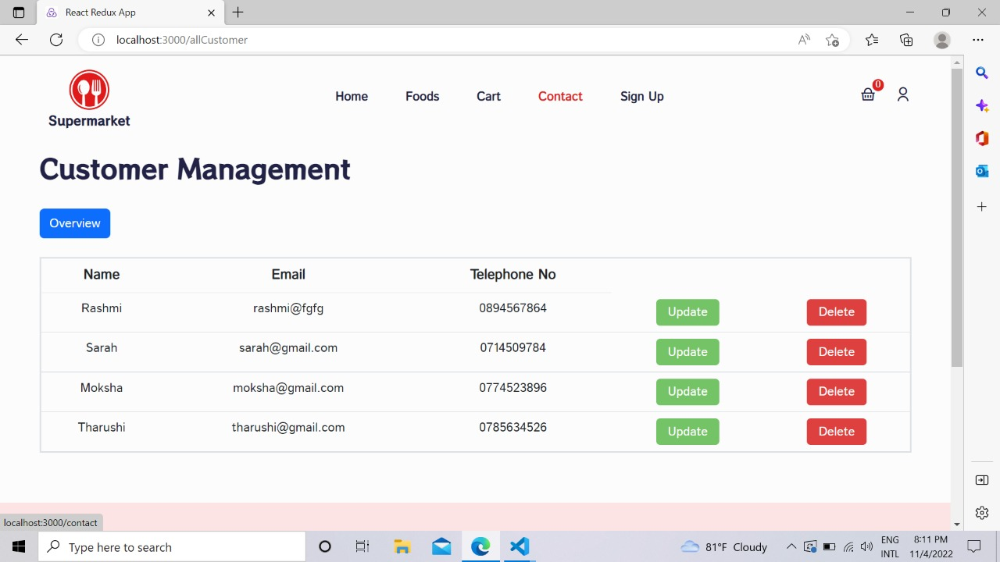 React Redux App
localhost:3000/allCustomer
Supermarket
Home Foods Cart Contact Sign Up
0
Customer Management
Overview
Name Email Telephone No
Rashmi rashmi@fgfg 0894567864 Update Delete
Sarah sarah@gmail.com 0714509784 Update Delete
Moksha moksha@gmail.com 0774523896 Update Delete
Tharushi tharushi@gmail.com 0785634526 Update Delete
localhost:3000/contact
Type here to search
81°F Cloudy
ENG
INTL
8:11 PM
11/4/2022